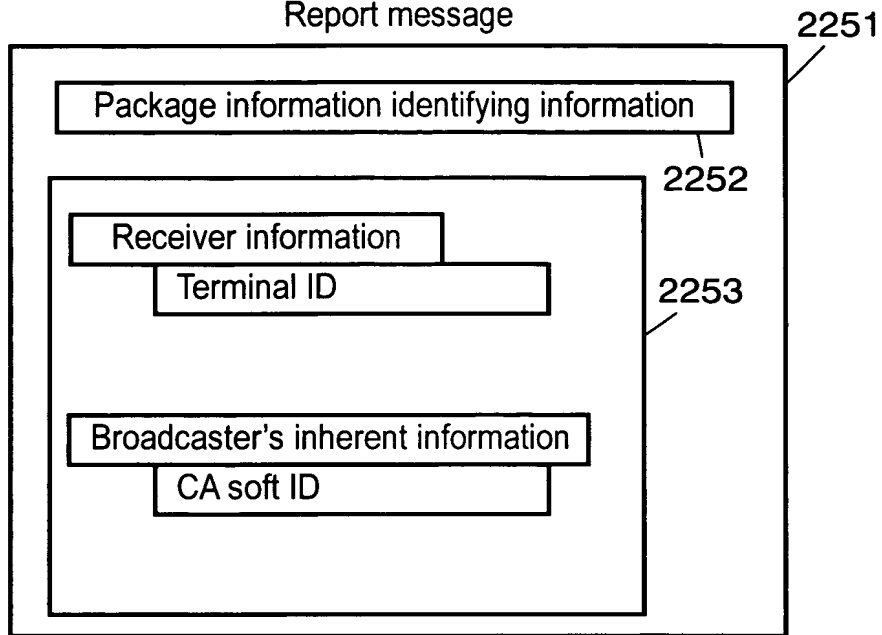 Report message
2251
Package information identifying information
2252
Receiver information
Terminal ID
2253
Broadcaster's inherent information
CA soft ID